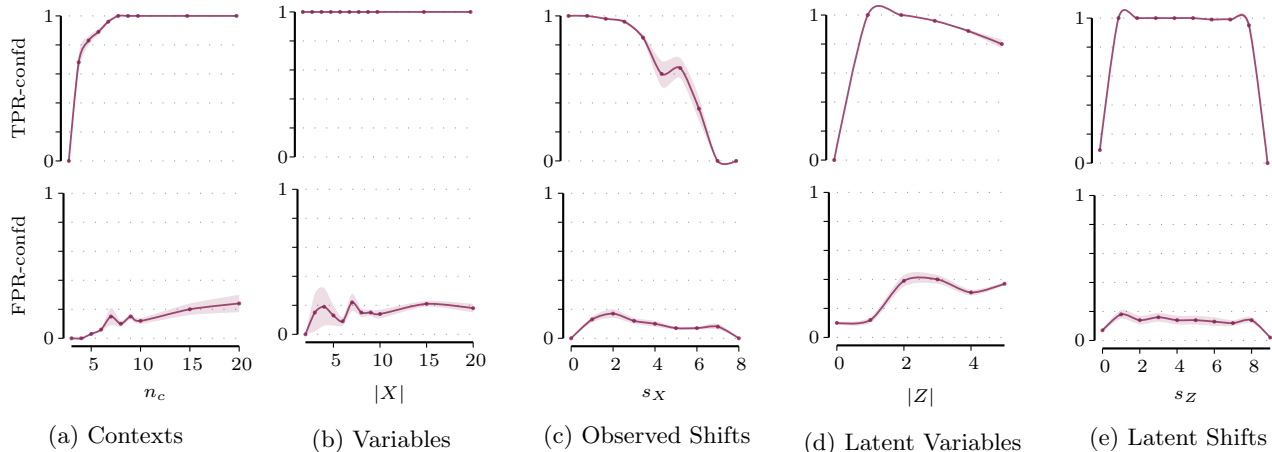 TPR-confd
1
0
1
0
1
0
1
0
1
0
FPR-confd
1
0
1
0
1
0
1
0
1
0
5 10 15 20
5 10 15 20
0 2 4 6 8
0 2 4
0 2 4 6 8
n_c
|X|
s_X
|Z|
s_Z
(a) Contexts
(b) Variables
(c) Observed Shifts
(d) Latent Variables
(e) Latent Shifts